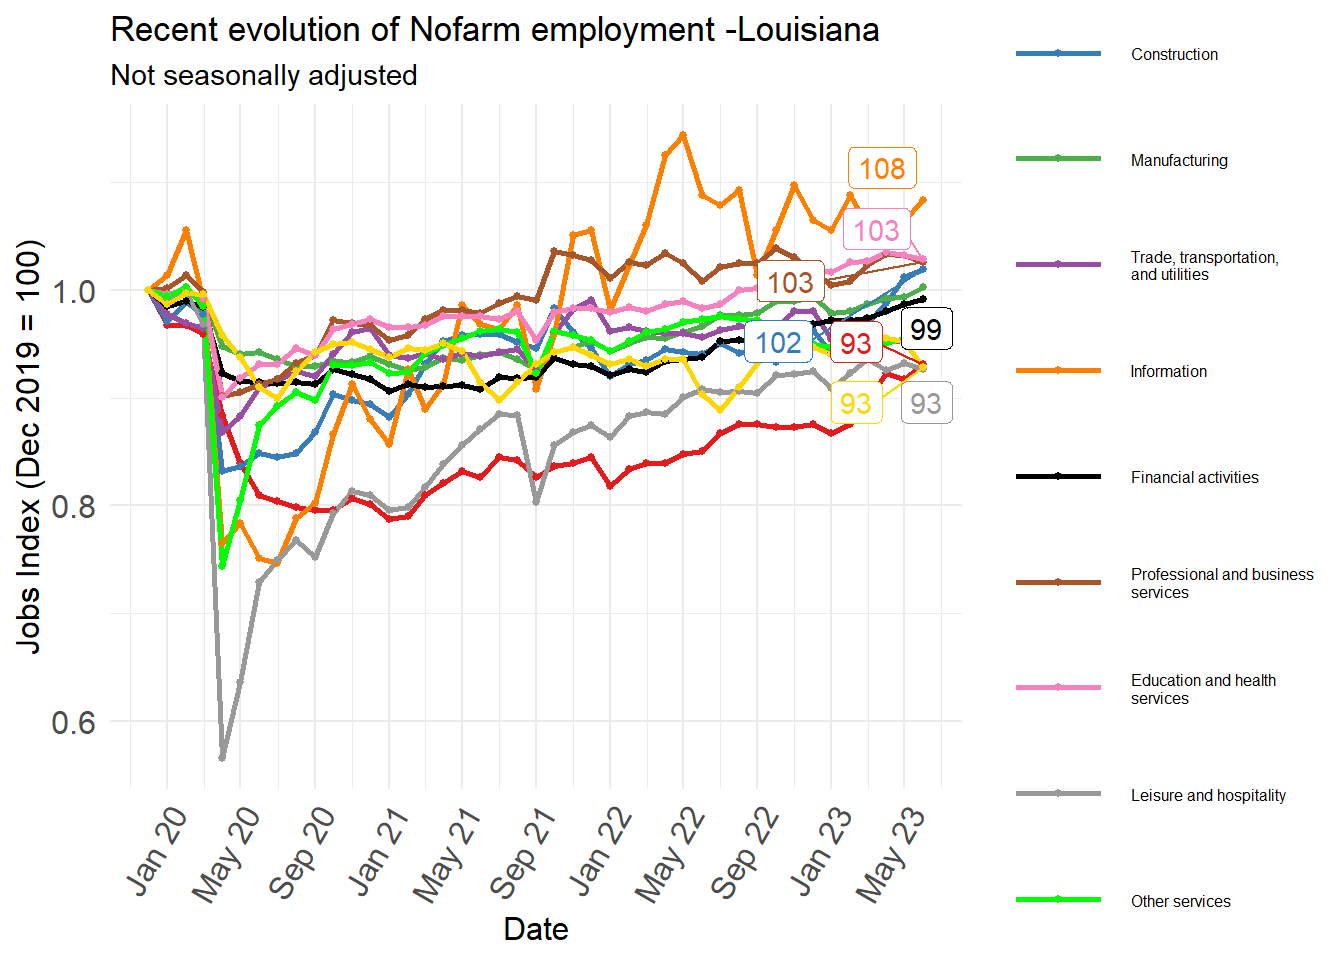 Recent evolution of Nofarm employment -Louisiana
Not seasonally adjusted
Jobs Index (Dec 2019 = 100)
1.0
0.8
0.6
108
103
103
102
93
99
93
93
Jan 20
May 20
Sep 20
Jan 21
May 21
Sep 21
Jan 22
May 22
Sep 22
Jan 23
May 23
Date
Construction
Manufacturing
Trade, transportation,
and utilities
Information
Financial activities
Professional and business
services
Education and health
services
Leisure and hospitality
Other services